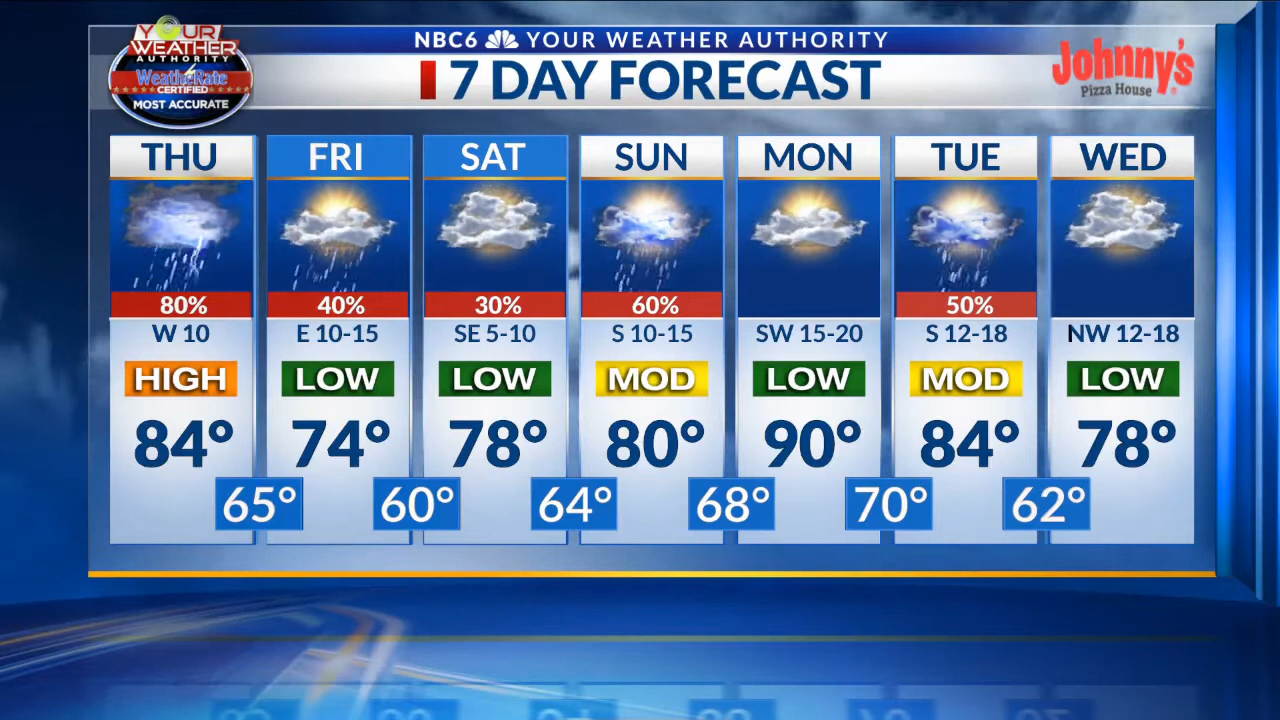 YOUR
WEATHER
AUTHORITY
WeatheRate
CERTIFIED
MOST ACCURATE
NBC6 YOUR WEATHER AUTHORITY
7 DAY FORECAST
Johnny's
Pizza House
THU FRI SAT SUN MON TUE WED
80% 40% 30% 60% 50%
W 10 E 10-15 SE 5-10 S 10-15 SW 15-20 S 12-18 NW 12-18
HIGH LOW LOW MOD LOW MOD LOW
84° 74° 78° 80° 90° 84° 78°
65° 60° 64° 68° 70° 62°